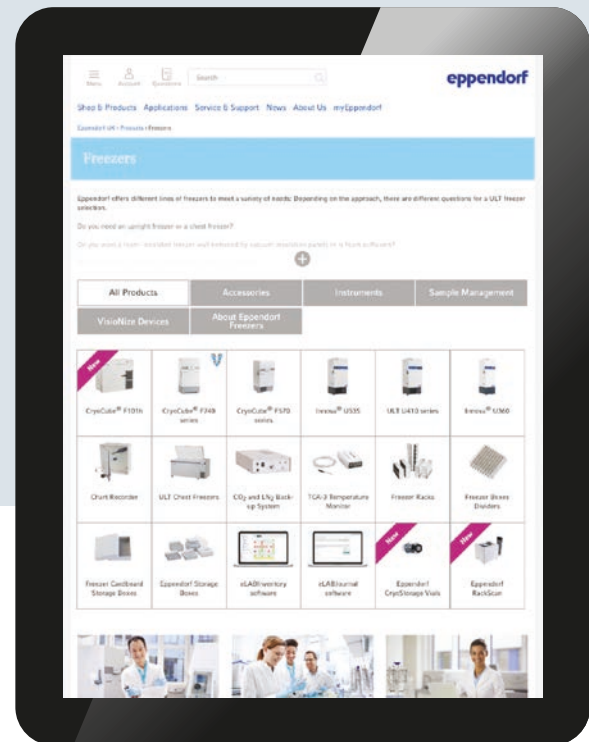 Menu Account Quotations Search
eppendorf
Shop & Products Applications Service & Support News About Us myEppendorf
Eppendorf UK › Products › Freezers
Freezers
Eppendorf offers different lines of freezers to meet a variety of needs: Depending on the approach, there are different questions for a ULT freezer
selection.
Do you need an upright freezer or a chest freezer?
All Products Accessories Instruments Sample Management
VisioNize Devices About Eppendorf
Freezers
New
CryoCube® F101h CryoCube® F740
series CryoCube® F570
series Innova® U535 ULT U410 series Innova® U360
Chart Recorder ULT Chest Freezers CO2 and LN2 Back-
up System TCA-3 Temperature
Monitor Freezer Racks Freezer Boxes
Dividers
New New
Freezer Cardboard
Storage Boxes Eppendorf Storage
Boxes eLABInventory
software eLABJournal
software Eppendorf
CryoStorage Vials Eppendorf
RackScan